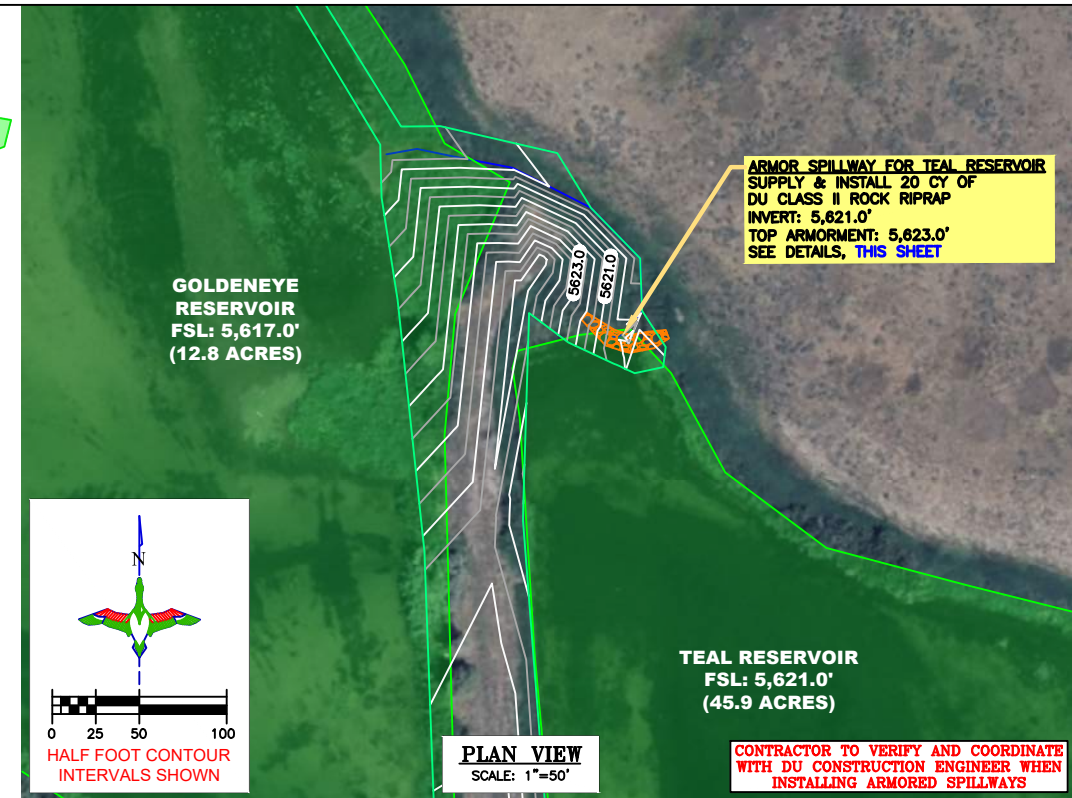 ARMOR SPILLWAY FOR TEAL RESERVOIR
SUPPLY & INSTALL 20 CY OF
DU CLASS II ROCK RIPRAP
INVERT: 5,621.0'
TOP ARMORMENT: 5,623.0'
SEE DETAILS, THIS SHEET
5623.0
5621.0
GOLDENEYE
RESERVOIR
FSL: 5,617.0'
(12.8 ACRES)
N
0 25 50 100
HALF FOOT CONTOUR
INTERVALS SHOWN
TEAL RESERVOIR
FSL: 5,621.0'
(45.9 ACRES)
PLAN VIEW
SCALE: 1"=50'
CONTRACTOR TO VERIFY AND COORDINATE
WITH DU CONSTRUCTION ENGINEER WHEN
INSTALLING ARMORED SPILLWAYS